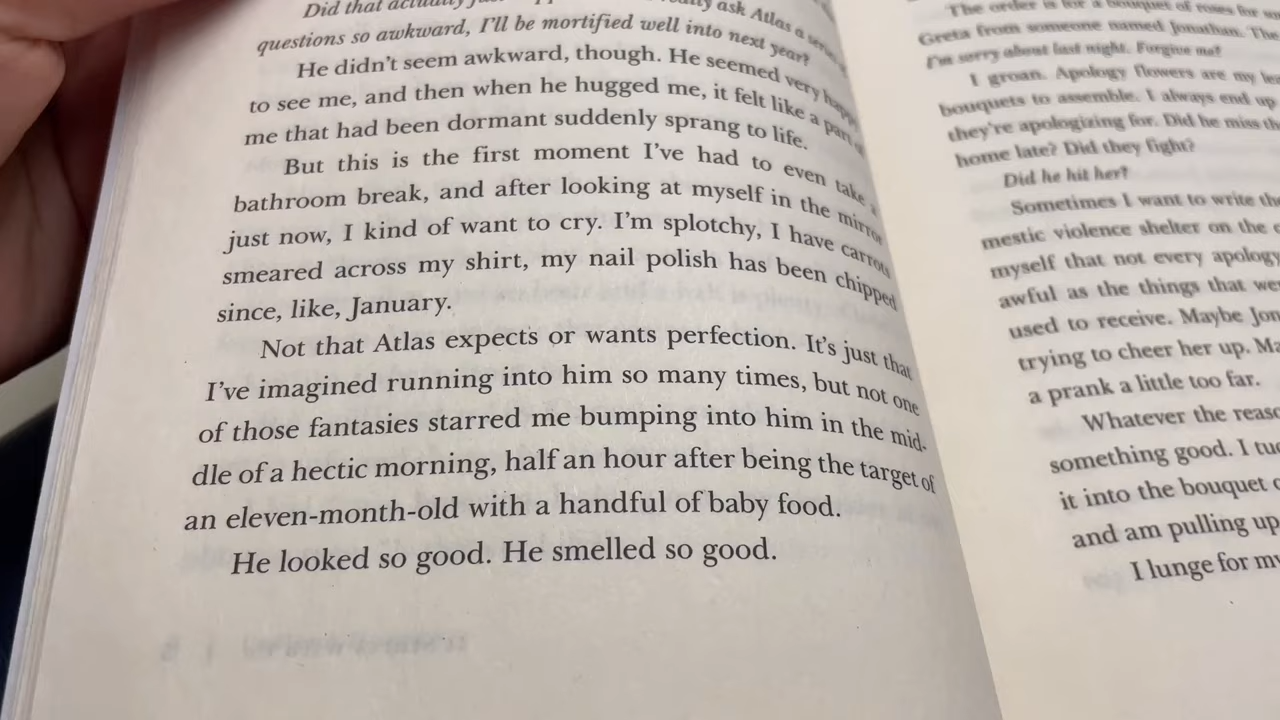 Did that actually
ask Atlas a
questions so awkward, I'll be mortified well into next year?
He didn't seem awkward, though. He seemed very happy
to see me, and then when he hugged me, it felt like a part of
me that had been dormant suddenly sprang to life.
But this is the first moment I've had to even take a
bathroom break, and after looking at myself in the mirror
just now, I kind of want to cry. I'm splotchy, I have carrots
smeared across my shirt, my nail polish has been chipped
since, like, January.
Not that Atlas expects or wants perfection. It's just that
I've imagined running into him so many times, but not one
of those fantasies starred me bumping into him in the mid-
dle of a hectic morning, half an hour after being the target of
an eleven-month-old with a handful of baby food.
He looked so good. He smelled so good.
The order is for a bouquet of roses for
Greta from someone named Jonathan. The
I'm sorry about last night. Forgive me?
I groan. Apology flowers are my
bouquets to assemble. I always end up
they're apologizing for. Did he miss
home late? Did they fight?
Did he hit her?
Sometimes I want to write
mestic violence shelter on the
myself that not every apology
awful as the things that
used to receive. Maybe
trying to cheer her up.
a prank a little too far.
Whatever the
something good. I
it into the bouquet
and am pulling up
I lunge for